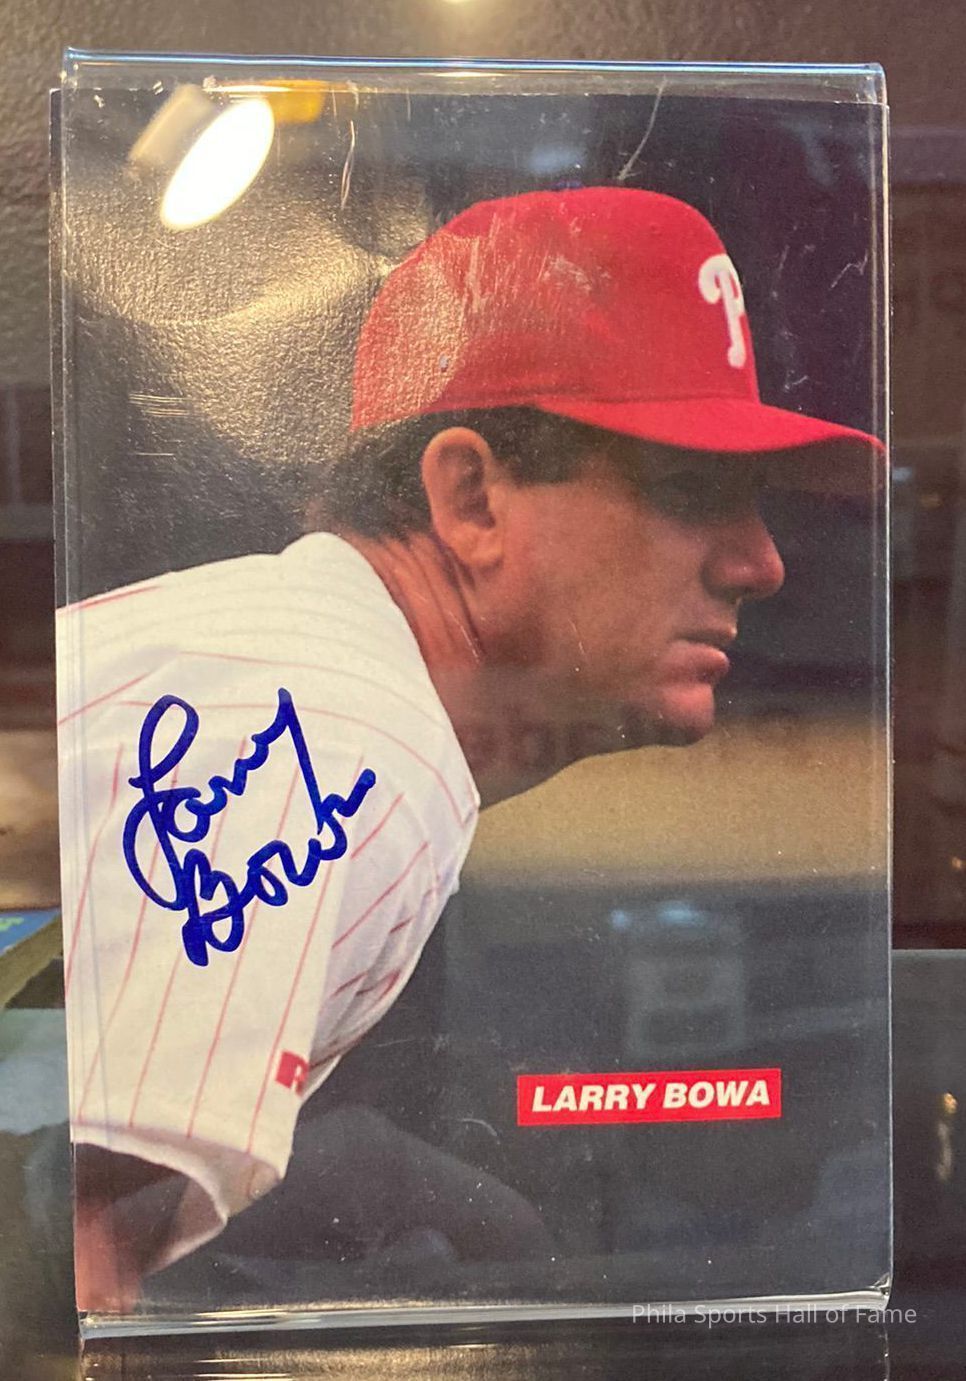 P
Larry
Bowa
R
LARRY BOWA
Phila Sports Hall of Fame